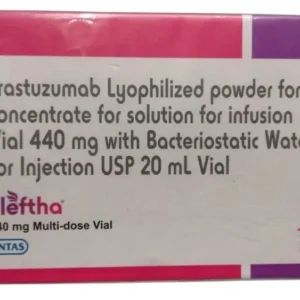 rastuzumab Lyophilized powder for
oncentrate for solution for infusion
ial 440 mg with Bacteriostatic Wate
or Injection USP 20 mL Vial
leftha
40 mg Multi-dose Vial
NTAS